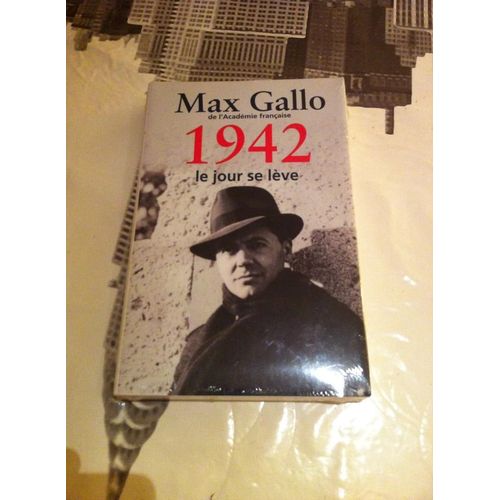 Max Gallo
de l'Académie française
1942
le jour se lève